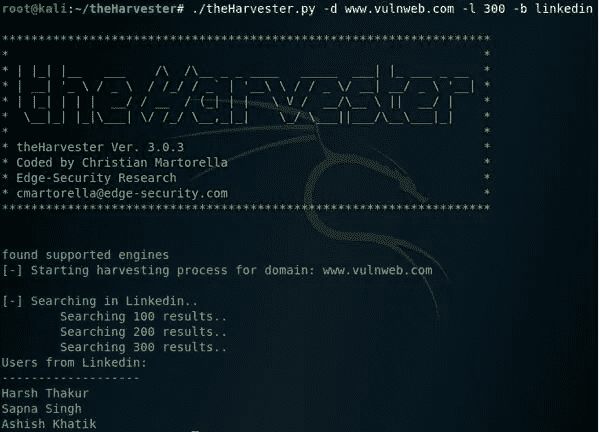 root@kali:~/theHarvester# ./theHarvester.py -d www.vulnweb.com -l 300 -b linkedin
*******************************************************************
theHarvester
* theHarvester Ver. 3.0.3 *
* Coded by Christian Martorella *
* Edge-Security Research *
* cmartorella@edge-security.com *
*******************************************************************
found supported engines
[-] Starting harvesting process for domain: www.vulnweb.com
[-] Searching in Linkedin..
Searching 100 results..
Searching 200 results..
Searching 300 results..
Users from Linkedin:
-------------------
Harsh Thakur
Sapna Singh
Ashish Khatik